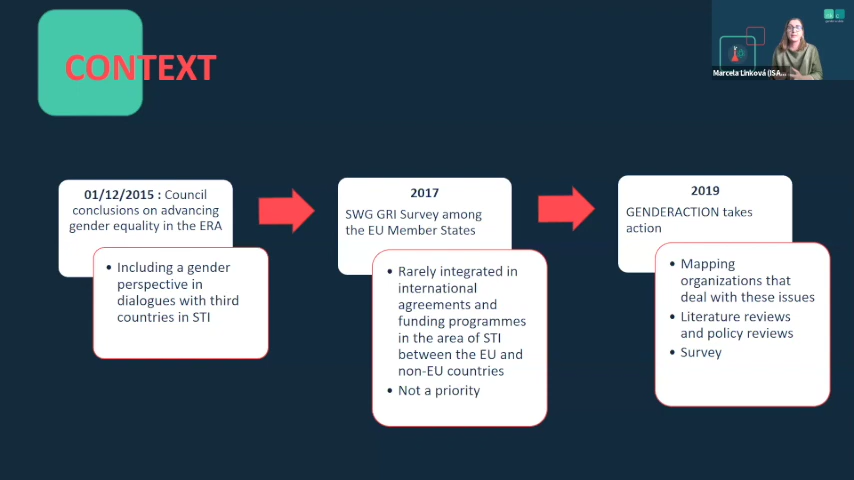 CONTEXT
Marcela Linková (ISA...
01/12/2015 : Council
conclusions on advancing
gender equality in the ERA
• Including a gender
perspective in
dialogues with third
countries in STI
2017
SWG GRI Survey among
the EU Member States
• Rarely integrated in
international
agreements and
funding programmes
in the area of STI
between the EU and
non-EU countries
• Not a priority
2019
GENDERACTION takes
action
• Mapping
organizations that
deal with these issues
• Literature reviews
and policy reviews
• Survey